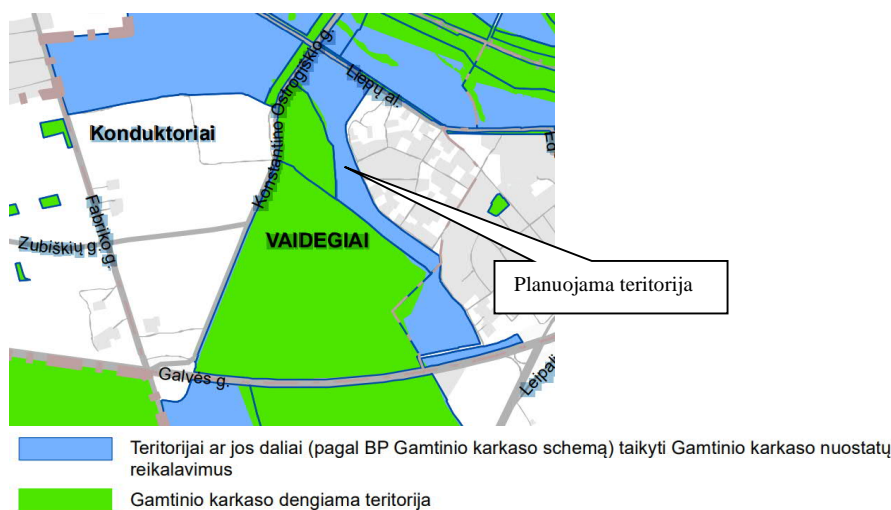 Konstantino Ostrogiškio g.
Liepų al.
Konduktoriai
Fabriko g.
Zubiškių g.
VAIDEGIAI
Planuojama teritorija
Galvės g.
Teritorijai ar jos daliai (pagal BP Gamtinio karkaso schemą) taikyti Gamtinio karkaso nuostatų
reikalavimus
Gamtinio karkaso dengiama teritorija